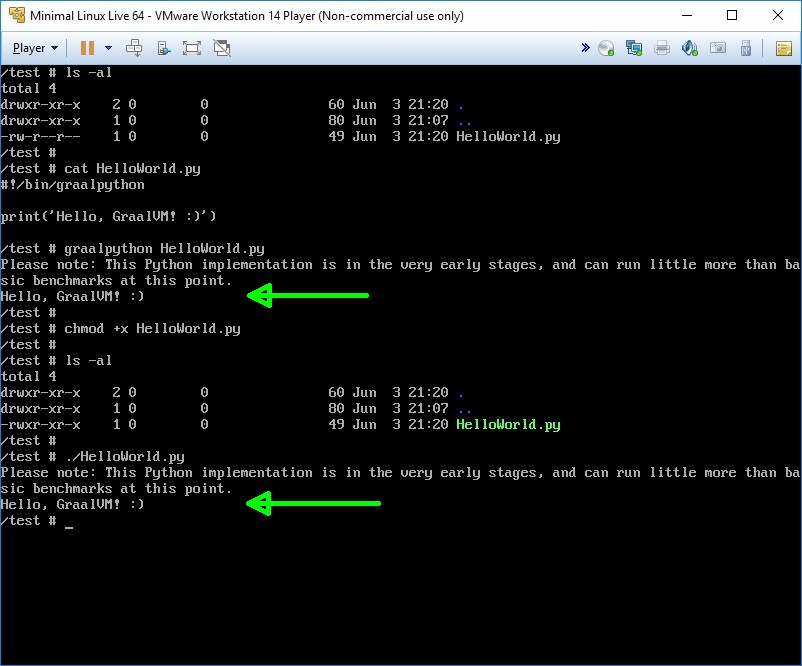 Minimal Linux Live 64 - VMware Workstation 14 Player (Non-commercial use only)
Player
/test # ls -al
total 4
drwxr-xr-x    2 0        0               60 Jun  3 21:20 .
drwxr-xr-x    1 0        0               80 Jun  3 21:07 ..
-rw-r--r--    1 0        0               49 Jun  3 21:20 HelloWorld.py
/test #
/test # cat HelloWorld.py
#!/bin/graalpython
print('Hello, GraalVM! :)')
/test # graalpython HelloWorld.py
Please note: This Python implementation is in the very early stages, and can run little more than ba
sic benchmarks at this point.
Hello, GraalVM! :)
/test #
/test # chmod +x HelloWorld.py
/test #
/test # ls -al
total 4
drwxr-xr-x    2 0        0               60 Jun  3 21:20 .
drwxr-xr-x    1 0        0               80 Jun  3 21:07 ..
-rwxr-xr-x    1 0        0               49 Jun  3 21:20 HelloWorld.py
/test #
/test # ./HelloWorld.py
Please note: This Python implementation is in the very early stages, and can run little more than ba
sic benchmarks at this point.
Hello, GraalVM! :)
/test # _